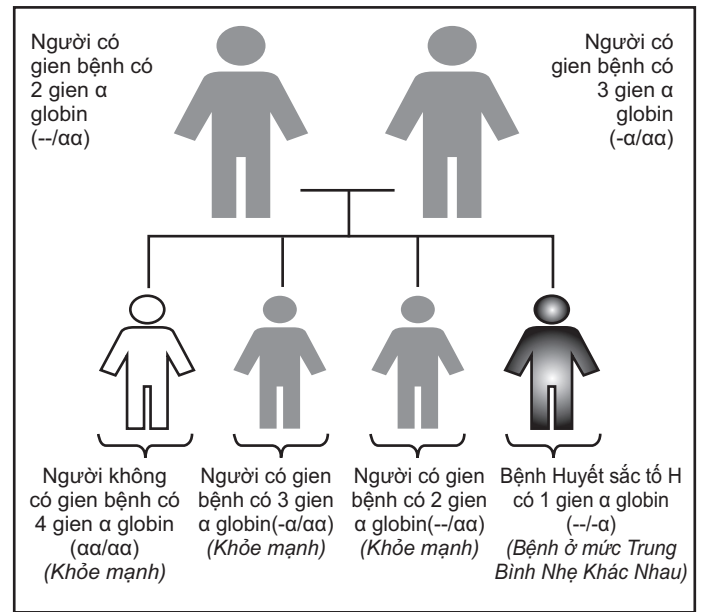 Người có
gien bệnh có
2 gien α
globin
(--/αα)
Người có
gien bệnh có
3 gien α
globin
(-α/αα)
Người không
có gien bệnh có
4 gien α globin
(αα/αα)
(Khỏe mạnh)
Người có gien
bệnh có 3 gien
α globin(-α/αα)
(Khỏe mạnh)
Người có gien
bệnh có 2 gien
α globin(--/αα)
(Khỏe mạnh)
Bệnh Huyết sắc tố H
có 1 gien α globin
(--/-α)
(Bệnh ở mức Trung
Bình Nhẹ Khác Nhau)